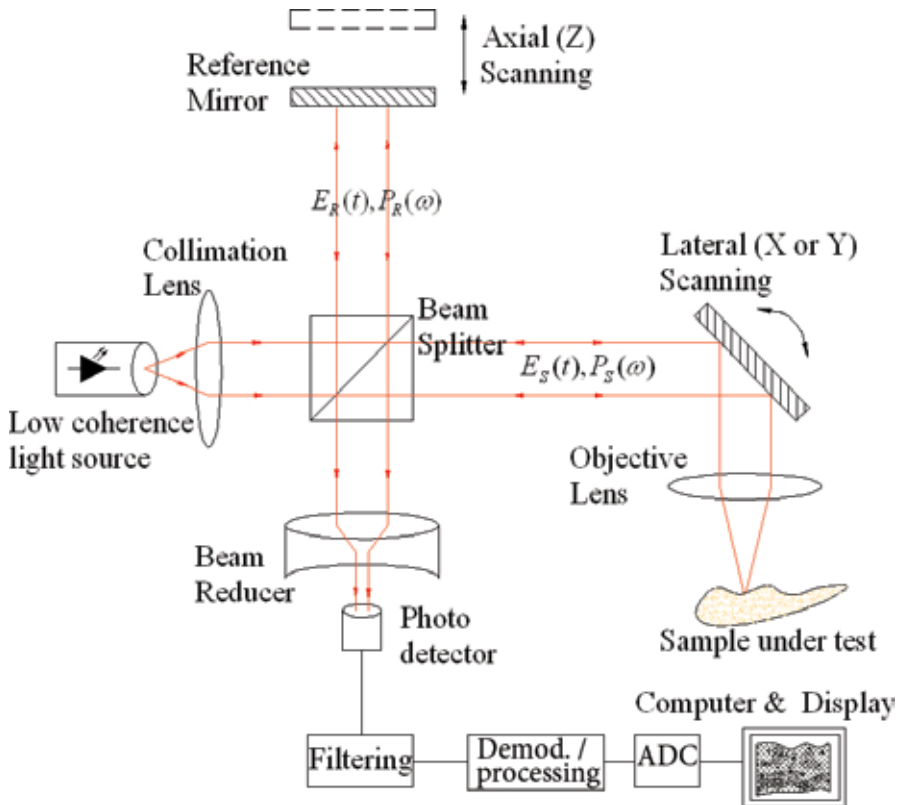 Axial (Z)
Scanning
Reference
Mirror
E_R(t), P_R(ω)
Collimation
Lens
Lateral (X or Y)
Scanning
Beam
Splitter
E_S(t), P_S(ω)
Low coherence
light source
Objective
Lens
Beam
Reducer
Photo
detector
Sample under test
Computer & Display
Filtering
Demod. /
processing
ADC